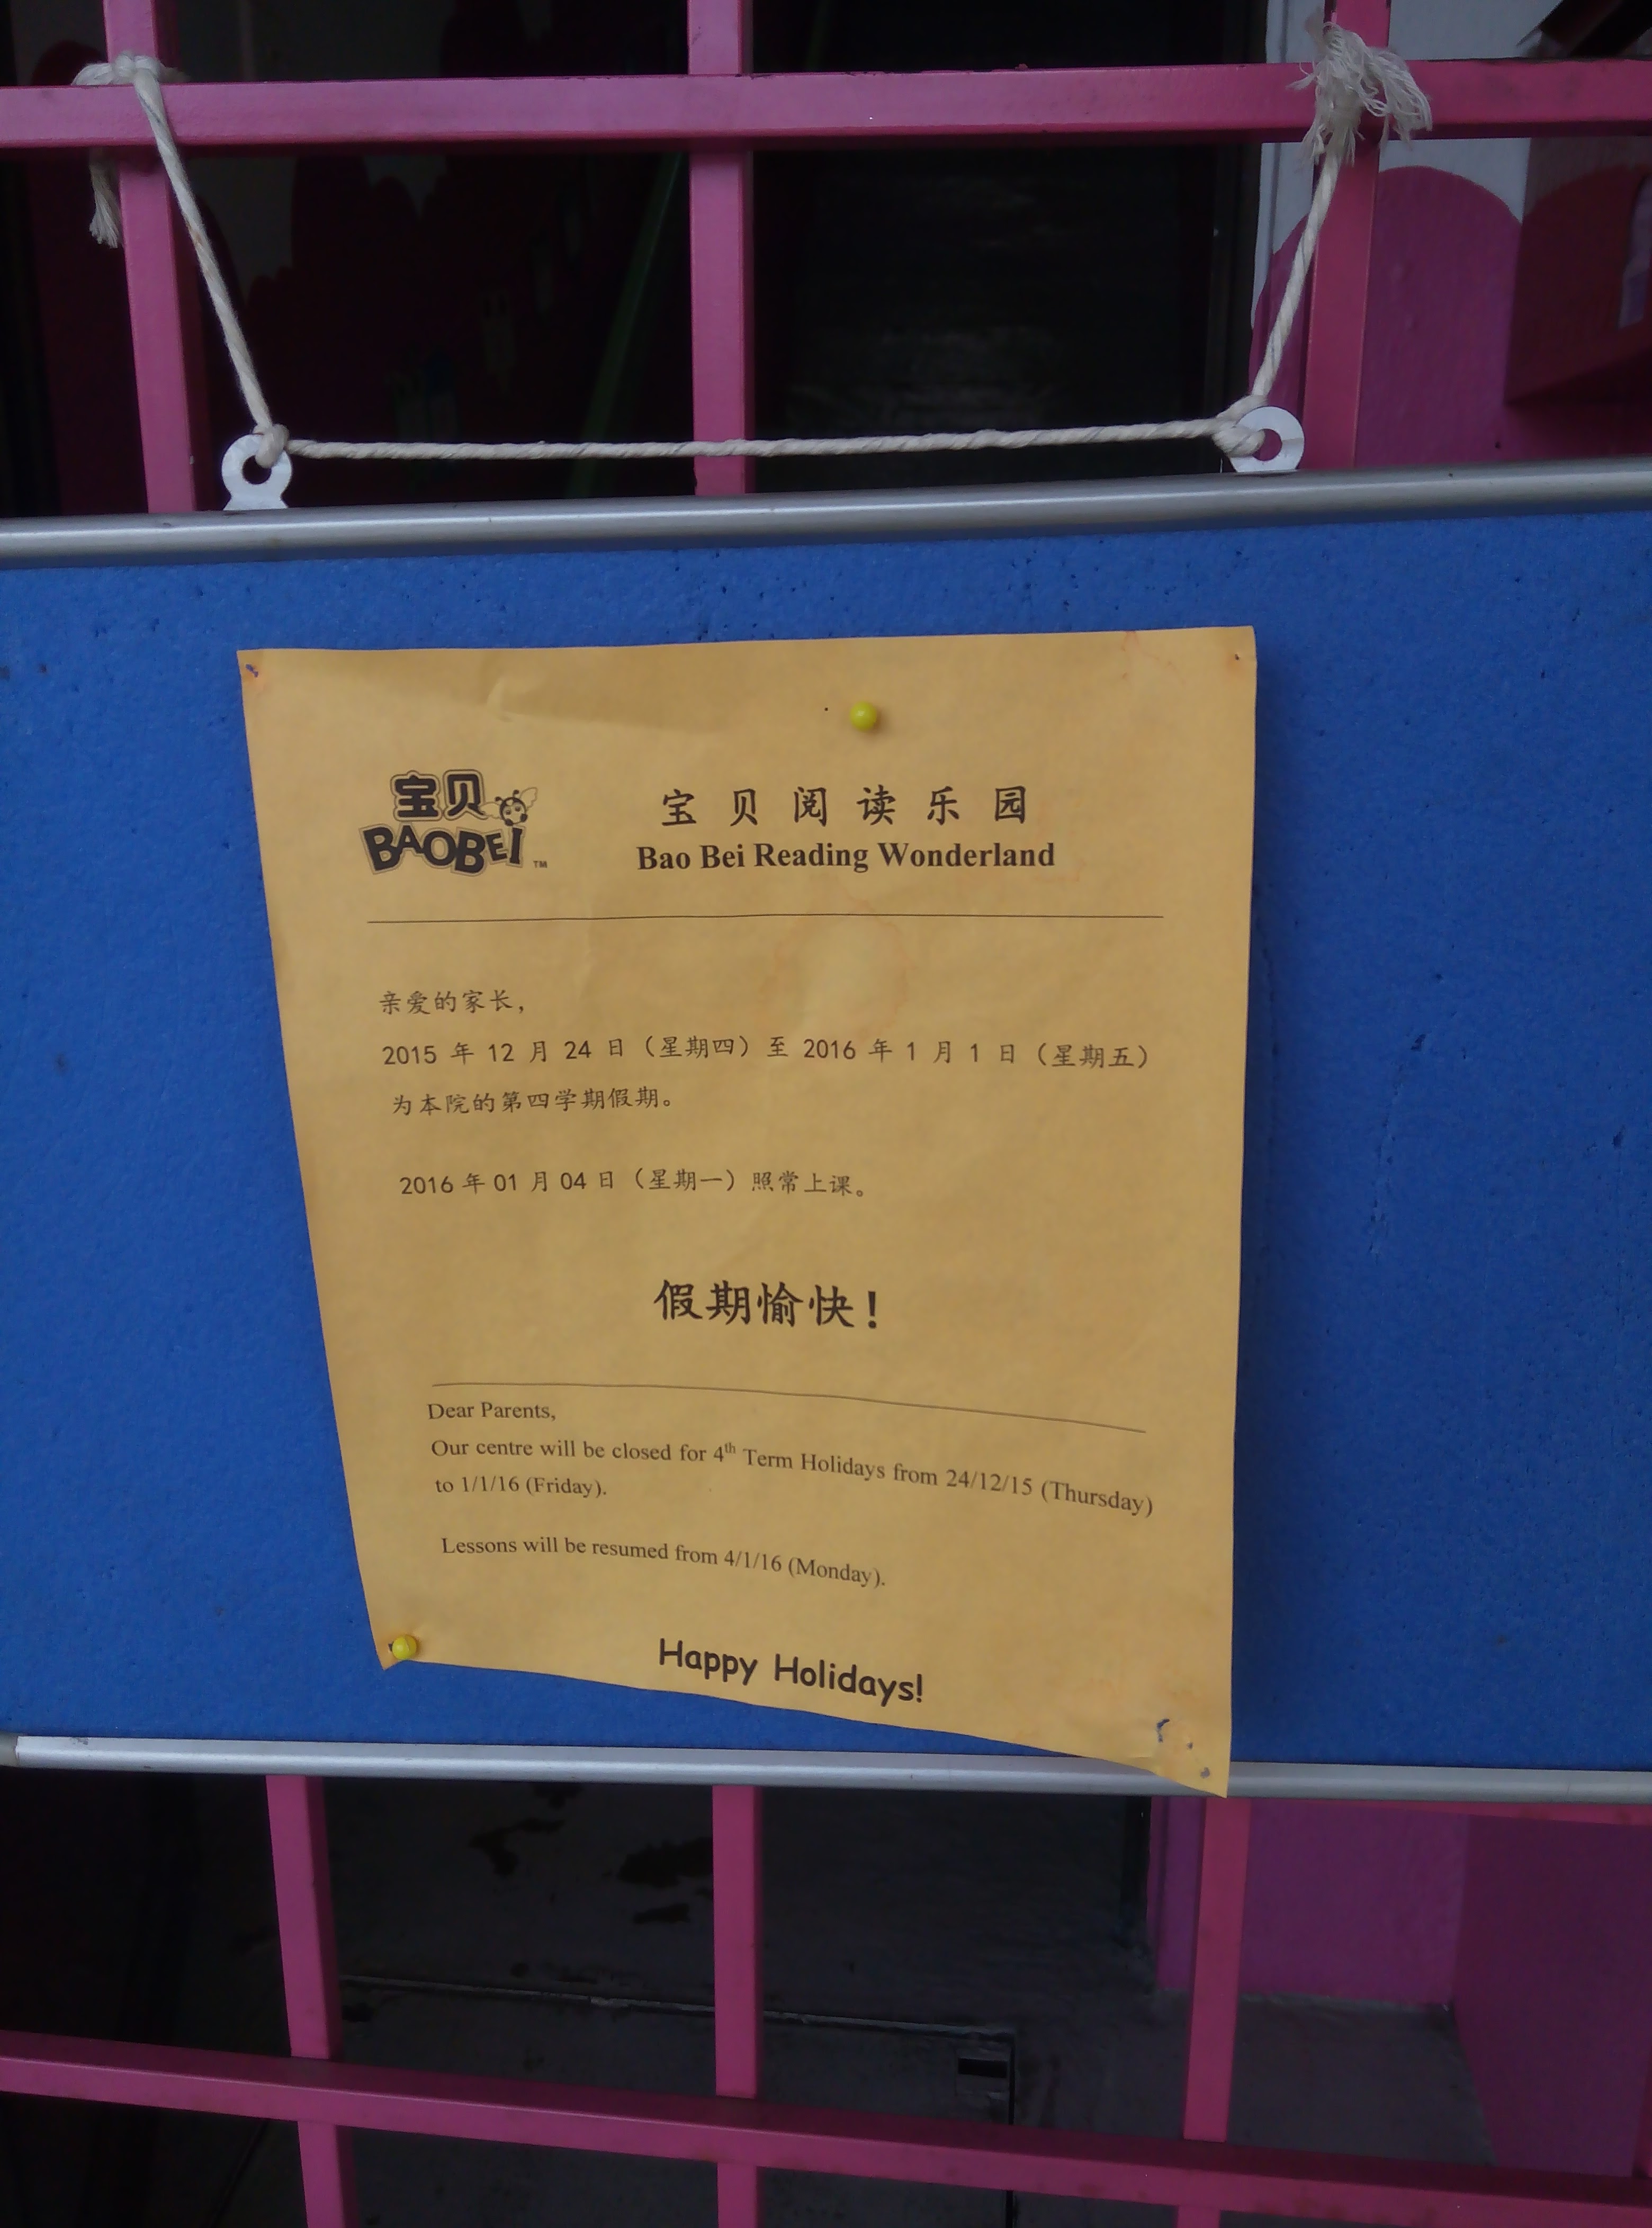 宝贝
BAOBEI ™
宝贝阅读乐园
Bao Bei Reading Wonderland
亲爱的家长，
2015 年 12 月 24 日（星期四）至 2016 年 1 月 1 日（星期五）
为本院的第四学期假期。
2016 年 01 月 04 日（星期一）照常上课。
假期愉快！
Dear Parents,
Our centre will be closed for 4th Term Holidays from 24/12/15 (Thursday)
to 1/1/16 (Friday).
Lessons will be resumed from 4/1/16 (Monday).
Happy Holidays!